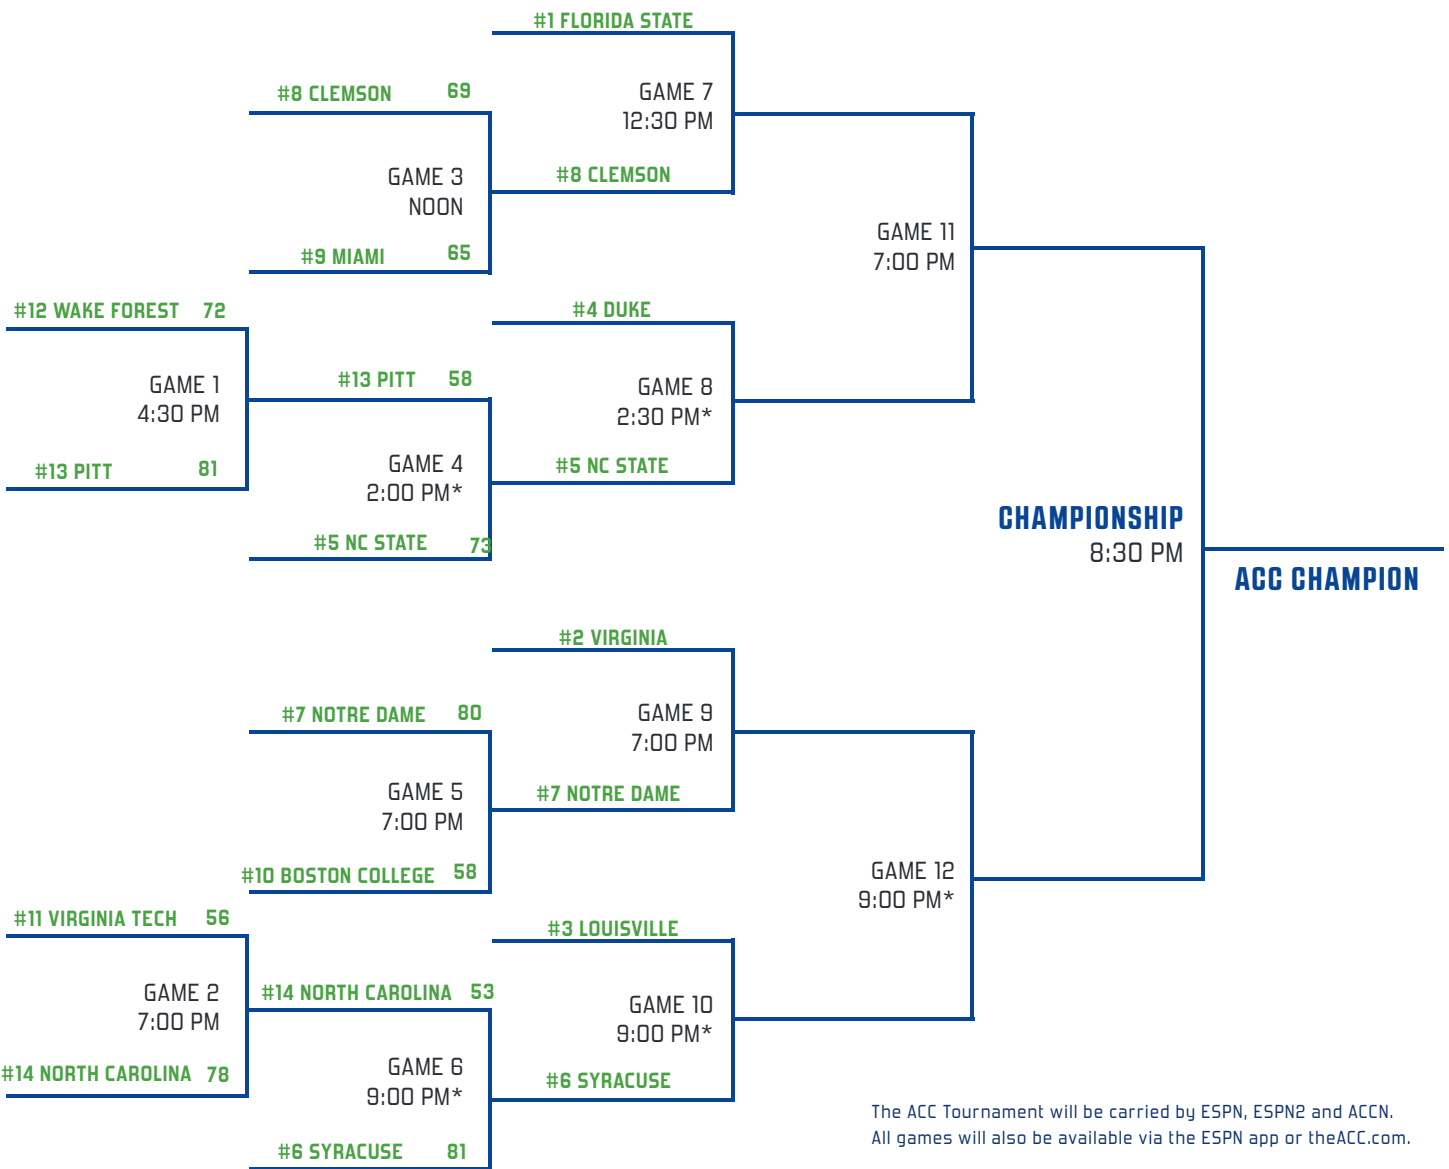 #1 FLORIDA STATE
GAME 7
12:30 PM
#8 CLEMSON 69
GAME 3
NOON
#8 CLEMSON
#9 MIAMI 65
GAME 11
7:00 PM
#12 WAKE FOREST 72
GAME 1
4:30 PM
#13 PITT 81
#13 PITT 58
GAME 4
2:00 PM*
#5 NC STATE 73
#4 DUKE
GAME 8
2:30 PM*
#5 NC STATE
CHAMPIONSHIP
8:30 PM
ACC CHAMPION
#2 VIRGINIA
GAME 9
7:00 PM
#7 NOTRE DAME 80
GAME 5
7:00 PM
#7 NOTRE DAME
#10 BOSTON COLLEGE 58
GAME 12
9:00 PM*
#11 VIRGINIA TECH 56
GAME 2
7:00 PM
#14 NORTH CAROLINA 78
#14 NORTH CAROLINA 53
GAME 6
9:00 PM*
#6 SYRACUSE 81
#3 LOUISVILLE
GAME 10
9:00 PM*
#6 SYRACUSE
The ACC Tournament will be carried by ESPN, ESPN2 and ACCN.
All games will also be available via the ESPN app or theACC.com.